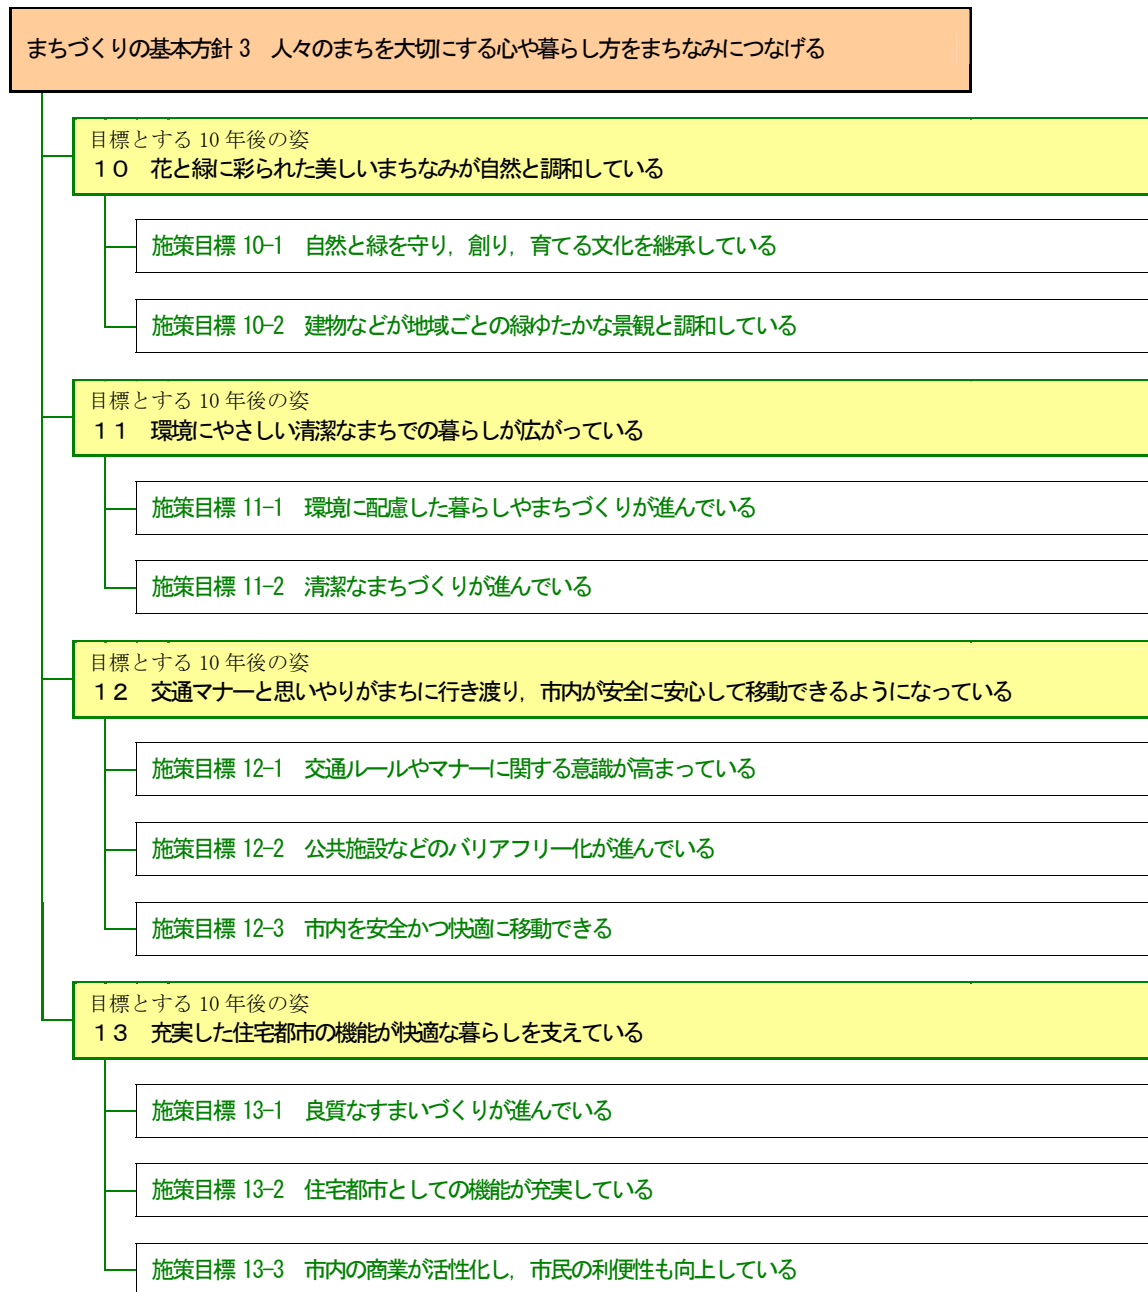 まちづくりの基本方針 3　人々のまちを大切にする心や暮らし方をまちなみにつなげる
目標とする 10 年後の姿
１０　花と緑に彩られた美しいまちなみが自然と調和している
施策目標 10-1　自然と緑を守り，創り，育てる文化を継承している
施策目標 10-2　建物などが地域ごとの緑ゆたかな景観と調和している
目標とする 10 年後の姿
１１　環境にやさしい清潔なまちでの暮らしが広がっている
施策目標 11-1　環境に配慮した暮らしやまちづくりが進んでいる
施策目標 11-2　清潔なまちづくりが進んでいる
目標とする 10 年後の姿
１２　交通マナーと思いやりがまちに行き渡り，市内が安全に安心して移動できるようになっている
施策目標 12-1　交通ルールやマナーに関する意識が高まっている
施策目標 12-2　公共施設などのバリアフリー化が進んでいる
施策目標 12-3　市内を安全かつ快適に移動できる
目標とする 10 年後の姿
１３　充実した住宅都市の機能が快適な暮らしを支えている
施策目標 13-1　良質なすまいづくりが進んでいる
施策目標 13-2　住宅都市としての機能が充実している
施策目標 13-3　市内の商業が活性化し，市民の利便性も向上している